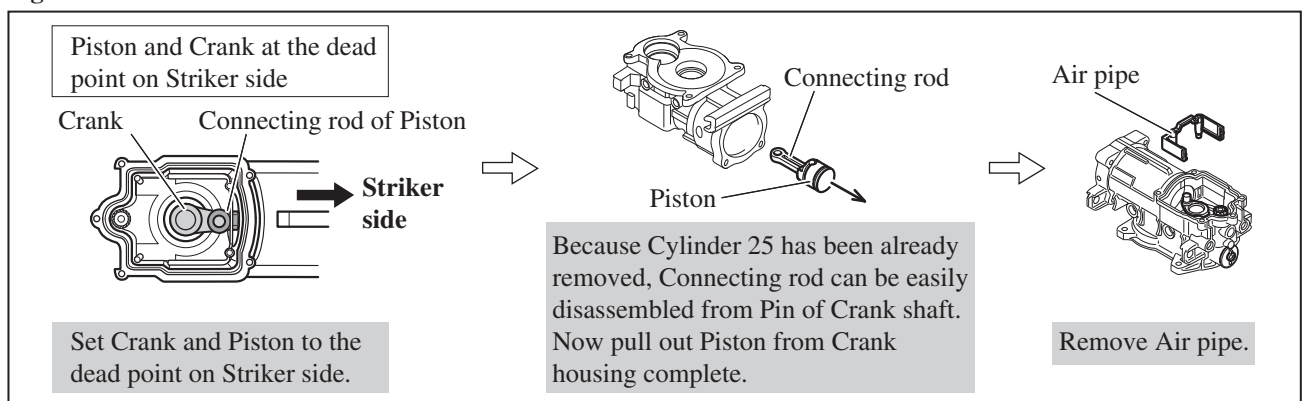 Piston and Crank at the dead
point on Striker side
Crank
Connecting rod of Piston
Striker
side
Set Crank and Piston to the
dead point on Striker side.
Connecting rod
Piston
Because Cylinder 25 has been already
removed, Connecting rod can be easily
disassembled from Pin of Crank shaft.
Now pull out Piston from Crank
housing complete.
Air pipe
Remove Air pipe.